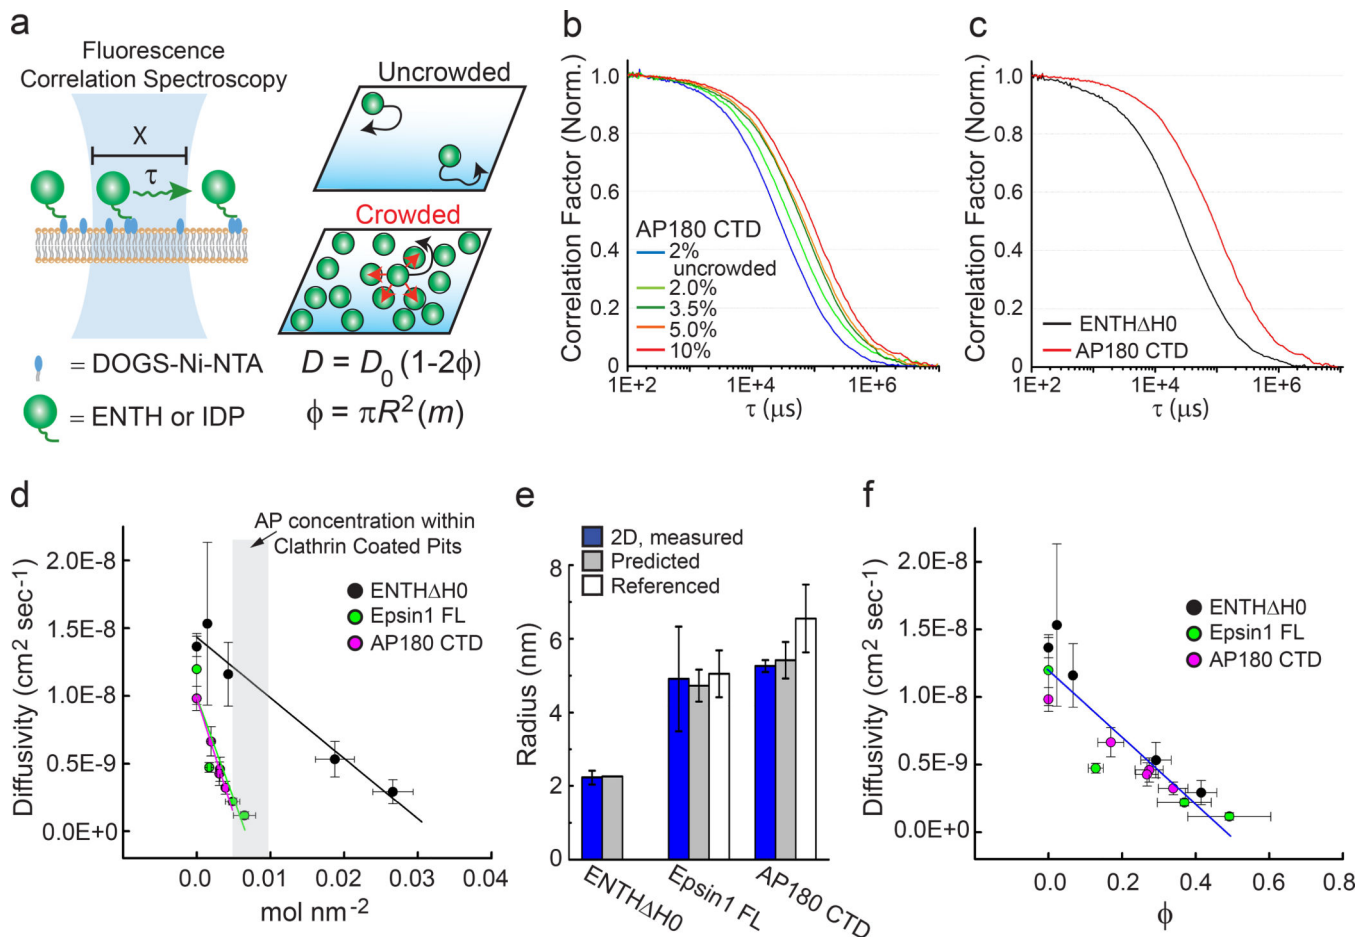 a
Fluorescence
Correlation Spectroscopy
X
τ
= DOGS-Ni-NTA
= ENTH or IDP
Uncrowded
Crowded
D = D0 (1-2ϕ)
ϕ = πR2(m)
b
Correlation Factor (Norm.)
1.0
0.8
0.6
0.4
0.2
0
AP180 CTD
2%
uncrowded
2.0%
3.5%
5.0%
10%
1E+2 1E+4 1E+6
τ (μs)
c
Correlation Factor (Norm.)
1.0
0.8
0.6
0.4
0.2
0
ENTHΔH0
AP180 CTD
1E+2 1E+4 1E+6
τ (μs)
d
AP concentration within
Clathrin Coated Pits
Diffusivity (cm2 sec-1)
2.0E-8
1.5E-8
1.0E-8
0.5E-9
0.0E+0
ENTHΔH0
Epsin1 FL
AP180 CTD
0.0 0.01 0.02 0.03 0.04
mol nm-2
e
2D, measured
Predicted
Referenced
Radius (nm)
8
6
4
2
0
ENTHΔH0
Epsin1 FL
AP180 CTD
f
Diffusivity (cm2 sec-1)
2.0E-8
1.5E-8
1.0E-8
0.5E-9
0.0E+0
ENTHΔH0
Epsin1 FL
AP180 CTD
0.0 0.2 0.4 0.6 0.8
ϕ